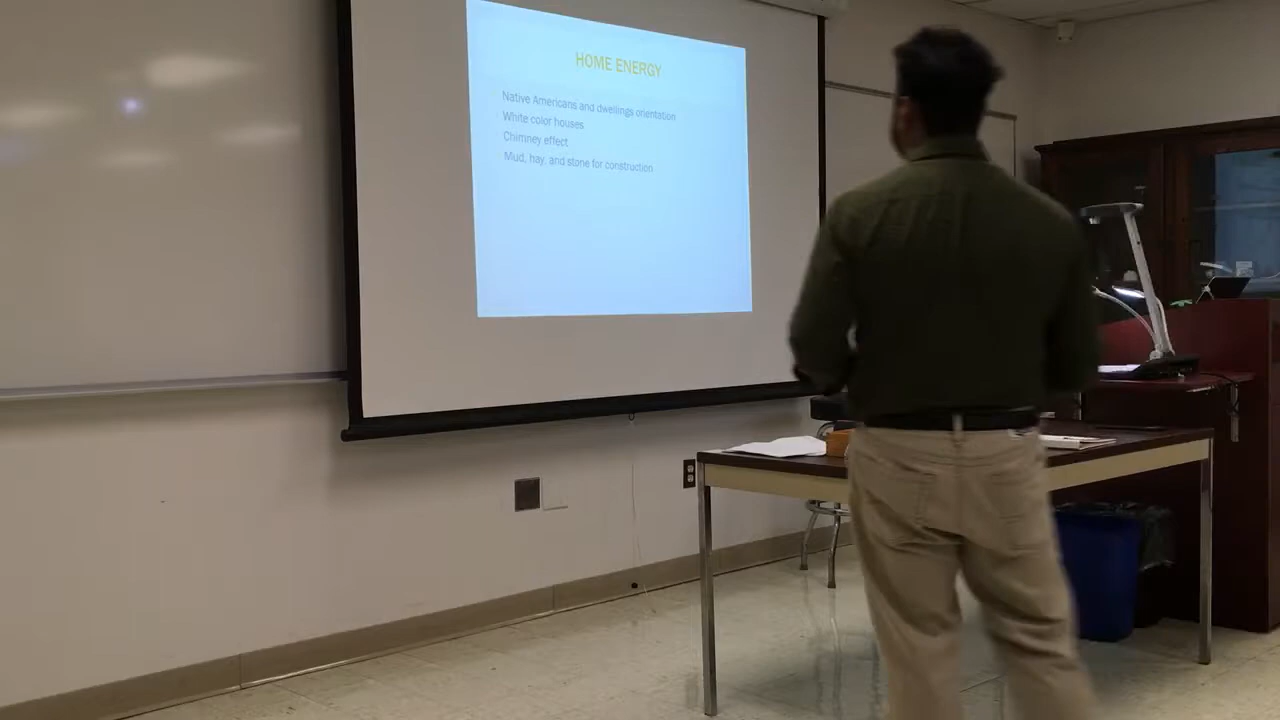 HOME ENERGY
Native Americans and dwellings orientation
White color houses
Chimney effect
Mud, hay, and stone for construction